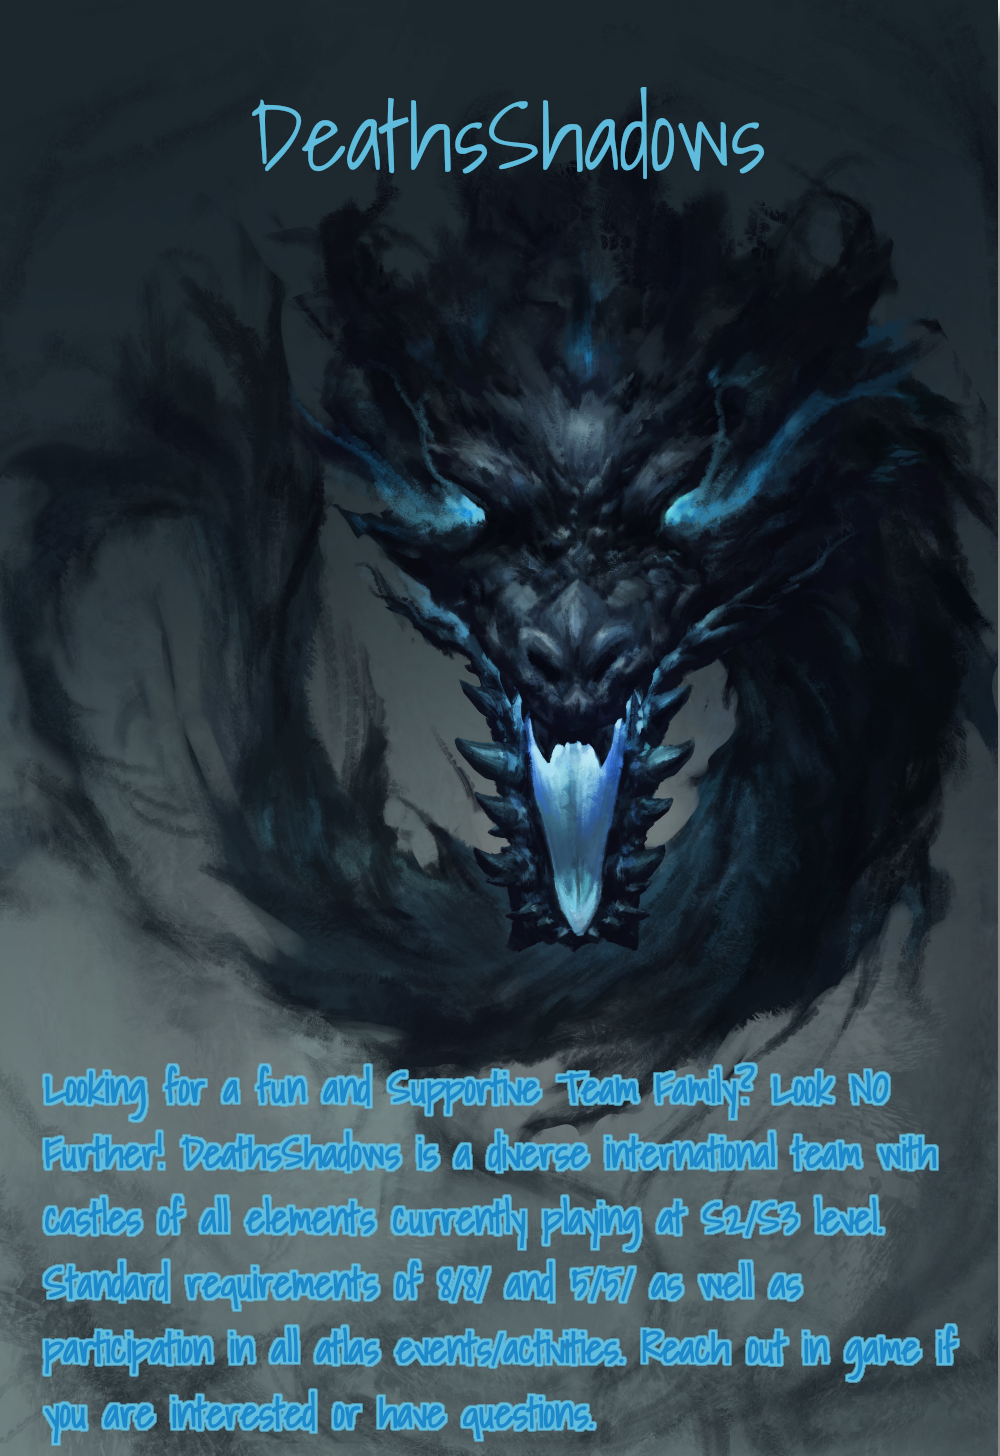 DeathsShadows
Looking for a fun and Supportive Team Family? Look NO
Further! DeathsShadows is a diverse international team with
castles of all elements currently playing at S2/S3 level.
Standard requirements of 8/8/ and 5/5/ as well as
participation in all atlas events/activities. Reach out in game if
you are interested or have questions.